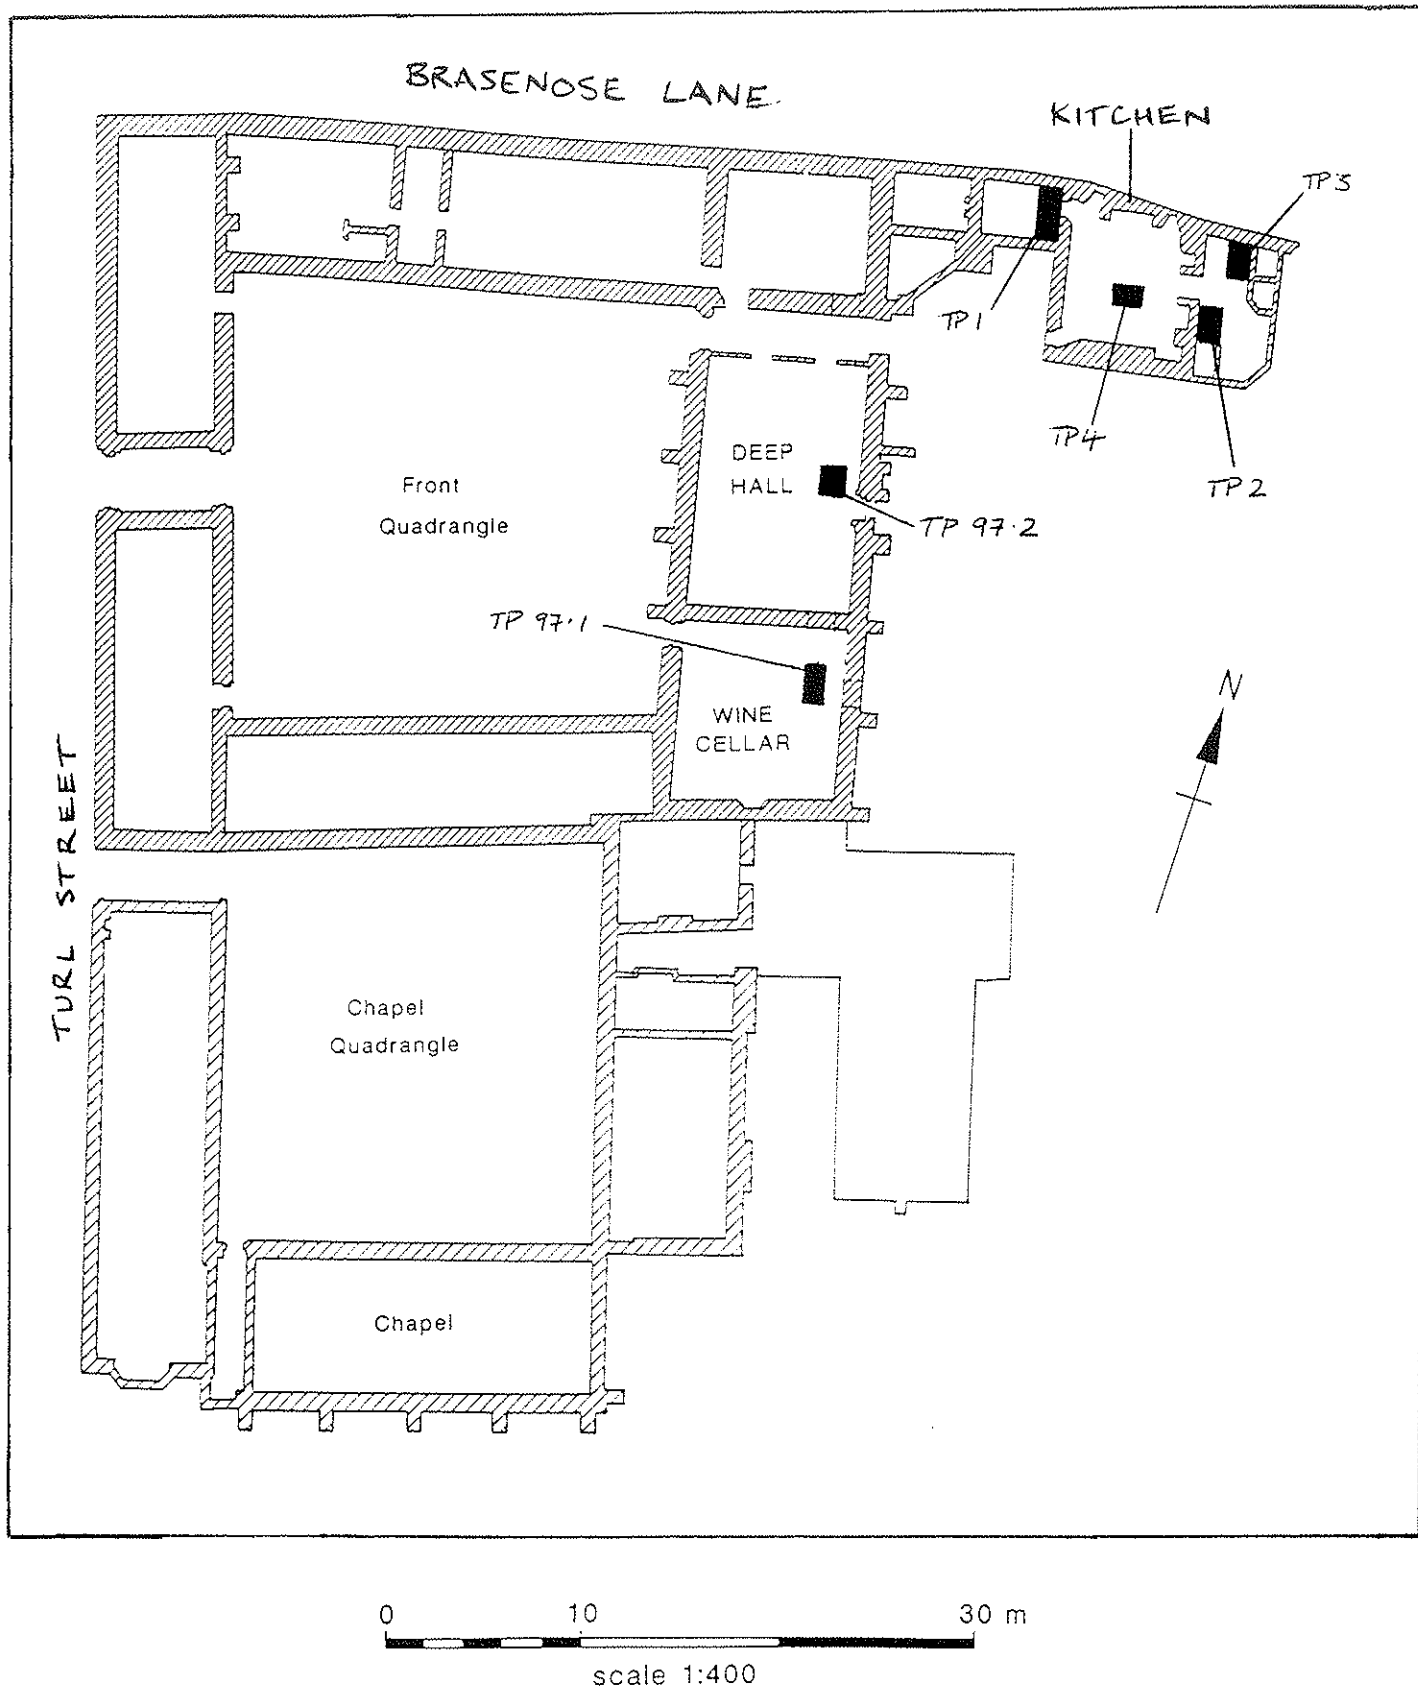 BRASENOSE LANE.
KITCHEN
TP3
TP1
TP4
TP2
DEEP
HALL
Front
Quadrangle
TP 97.2
TP 97.1
N
WINE
CELLAR
TURL STREET
Chapel
Quadrangle
Chapel
0 10 30 m
scale 1:400